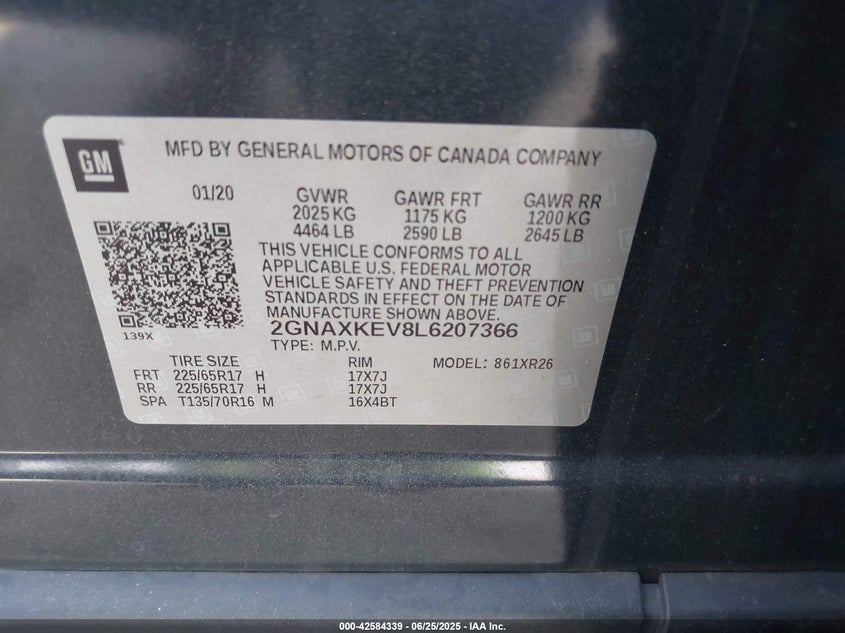 GM
MFD BY GENERAL MOTORS OF CANADA COMPANY
01/20 GVWR GAWR FRT GAWR RR
2025 KG 1175 KG 1200 KG
4464 LB 2590 LB 2645 LB
THIS VEHICLE CONFORMS TO ALL
APPLICABLE U.S. FEDERAL MOTOR
VEHICLE SAFETY AND THEFT PREVENTION
STANDARDS IN EFFECT ON THE DATE OF
MANUFACTURE SHOWN ABOVE.
139X 2GNAXKEV8L6207366
TYPE: M.P.V.
TIRE SIZE RIM MODEL: 861XR26
FRT 225/65R17 H 17X7J
RR 225/65R17 H 17X7J
SPA T135/70R16 M 16X4BT
000-42584339 - 06/25/2025 - IAA Inc.